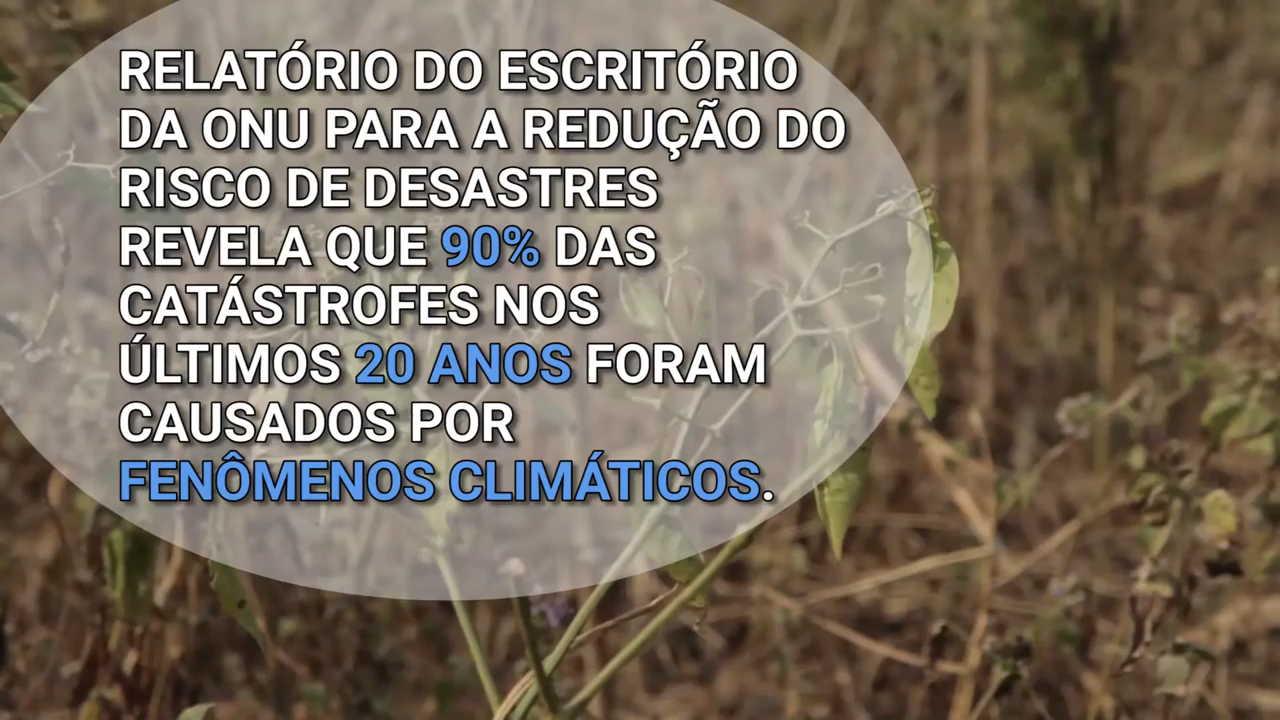 RELATÓRIO DO ESCRITÓRIO
DA ONU PARA A REDUÇÃO DO
RISCO DE DESASTRES
REVELA QUE 90% DAS
CATÁSTROFES NOS
ÚLTIMOS 20 ANOS FORAM
CAUSADOS POR
FENÔMENOS CLIMÁTICOS.